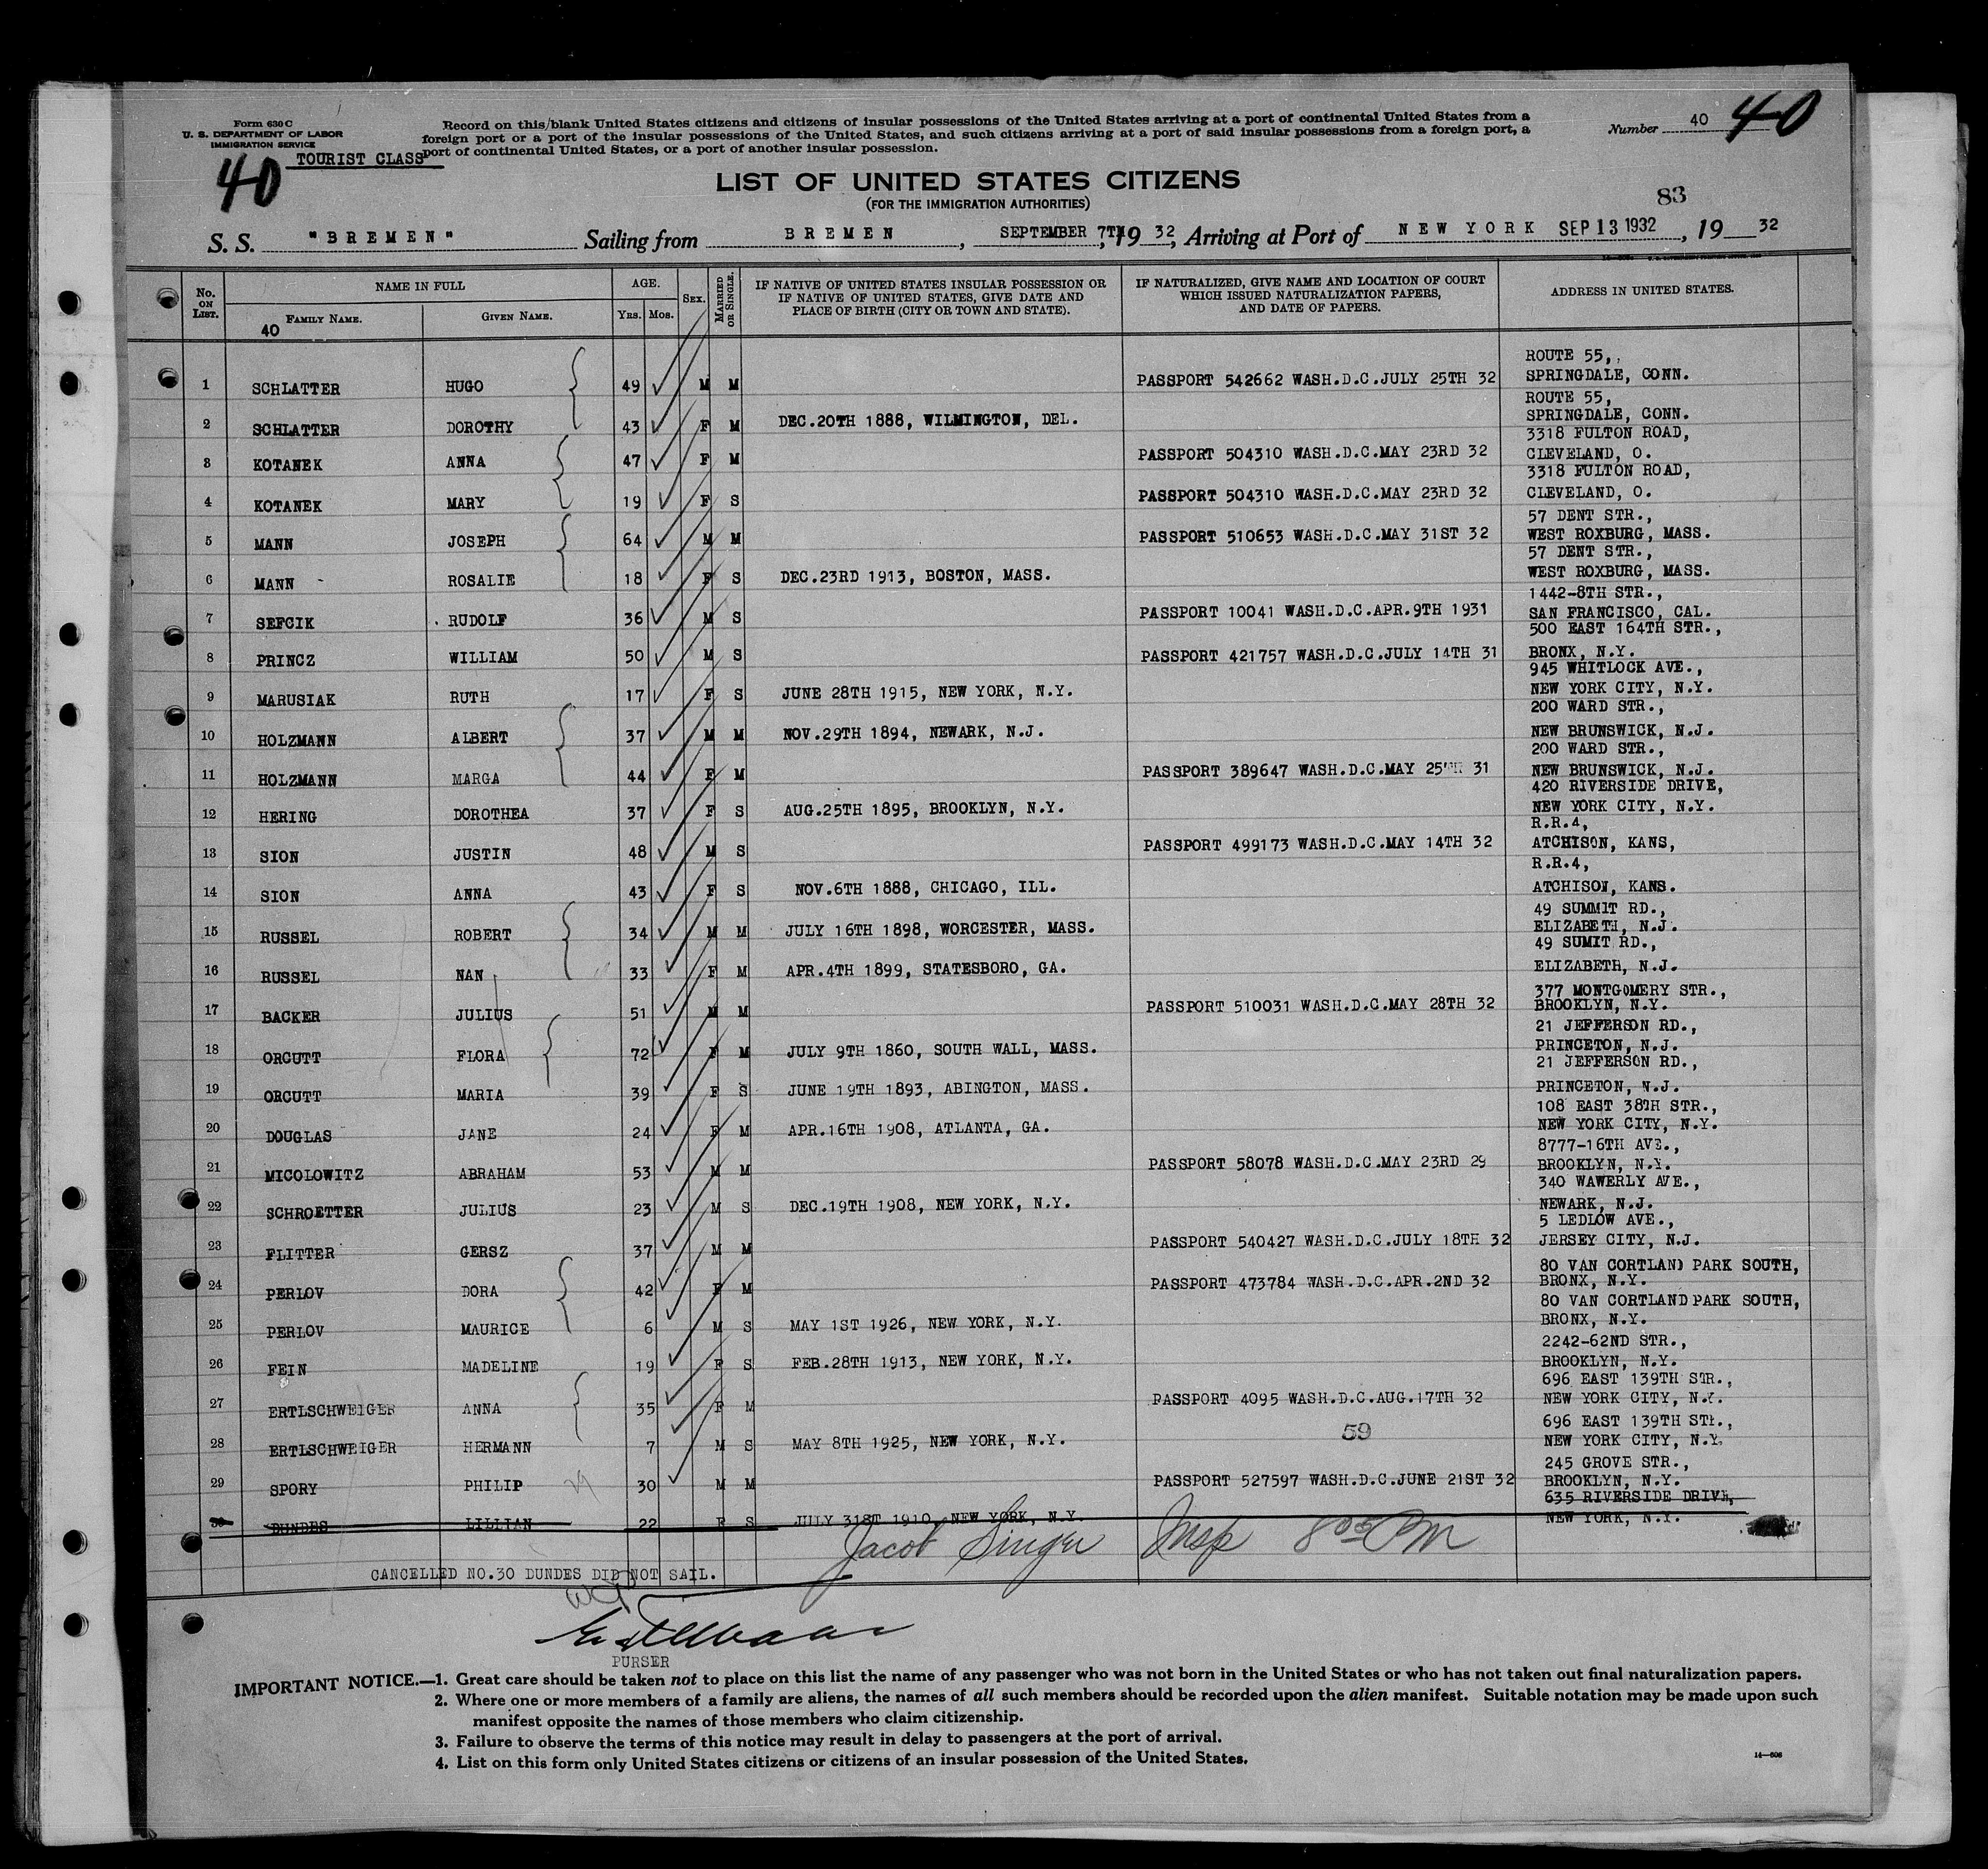 Form 630 C
U. S. DEPARTMENT OF LABOR
IMMIGRATION SERVICE
TOURIST CLASS
40
Record on this blank United States citizens and citizens of insular possessions of the United States arriving at a port of continental United States from a
foreign port or a port of the insular possessions of the United States, and such citizens arriving at a port of said insular possessions from a foreign port, a
port of continental United States, or a port of another insular possession.
Number 40 40
LIST OF UNITED STATES CITIZENS
(FOR THE IMMIGRATION AUTHORITIES)
83
S. S. "BREMEN" Sailing from BREMEN, SEPTEMBER 7TH, 19 32, Arriving at Port of NEW YORK SEP 13 1932, 19 32
No. ON LIST. NAME IN FULL FAMILY NAME. GIVEN NAME. AGE. YRS. MOS. SEX. MARRIED OR SINGLE. IF NATIVE OF UNITED STATES INSULAR POSSESSION OR IF NATIVE OF UNITED STATES, GIVE DATE AND PLACE OF BIRTH (CITY OR TOWN AND STATE). IF NATURALIZED, GIVE NAME AND LOCATION OF COURT WHICH ISSUED NATURALIZATION PAPERS, AND DATE OF PAPERS. ADDRESS IN UNITED STATES.
40
1 SCHLATTER HUGO 49 M M PASSPORT 542662 WASH.D.C.JULY 25TH 32 ROUTE 55, SPRINGDALE, CONN.
2 SCHLATTER DOROTHY 43 F M DEC.20TH 1888, WILMINGTON, DEL. ROUTE 55, SPRINGDALE, CONN.
3 KOTANEK ANNA 47 F M PASSPORT 504310 WASH.D.C.MAY 23RD 32 3318 FULTON ROAD, CLEVELAND, O.
4 KOTANEK MARY 19 F S PASSPORT 504310 WASH.D.C.MAY 23RD 32 3318 FULTON ROAD, CLEVELAND, O.
5 MANN JOSEPH 64 M M PASSPORT 510653 WASH.D.C.MAY 31ST 32 57 DENT STR., WEST ROXBURG, MASS.
6 MANN - ROSALIE 18 F S DEC.23RD 1913, BOSTON, MASS. 57 DENT STR., WEST ROXBURG, MASS.
7 SEFCIK RUDOLF 36 M S PASSPORT 10041 WASH.D.C.APR.9TH 1931 1442-8TH STR., SAN FRANCISCO, CAL.
8 PRINCZ WILLIAM 50 M S PASSPORT 421757 WASH.D.C.JULY 14TH 31 500 EAST 164TH STR., BRONX, N.Y.
9 MARUSIAK RUTH 17 F S JUNE 28TH 1915, NEW YORK, N.Y. 945 WHITLOCK AVE., NEW YORK CITY, N.Y.
10 HOLZMANN ALBERT 37 M M NOV.29TH 1894, NEWARK, N.J. 200 WARD STR., NEW BRUNSWICK, N.J.
11 HOLZMANN MARGA 44 F M PASSPORT 389647 WASH.D.C.MAY 25TH 31 200 WARD STR., NEW BRUNSWICK, N.J.
12 HERING DOROTHEA 37 F S AUG.25TH 1895, BROOKLYN, N.Y. 420 RIVERSIDE DRIVE, NEW YORK CITY, N.Y.
13 SION JUSTIN 48 M S PASSPORT 499173 WASH.D.C.MAY 14TH 32 R.R.4, ATCHISON, KANS,
14 SION ANNA 43 F S NOV.6TH 1888, CHICAGO, ILL. R.R.4, ATCHISON, KANS.
15 RUSSEL ROBERT 34 M M JULY 16TH 1898, WORCESTER, MASS. 49 SUMMIT RD., ELIZABETH, N.J.
16 RUSSEL NAN 33 F M APR.4TH 1899, STATESBORO, GA. 49 SUMIT RD., ELIZABETH, N.J.
17 BACKER JULIUS 51 M M PASSPORT 510031 WASH.D.C.MAY 28TH 32 377 MONTGOMERY STR., BROOKLYN, N.Y.
18 ORCUTT FLORA 72 F M JULY 9TH 1860, SOUTH WALL, MASS. 21 JEFFERSON RD., PRINCETON, N.J.
19 ORCUTT MARIA 39 F S JUNE 19TH 1893, ABINGTON, MASS. 21 JEFFERSON RD., PRINCETON, N.J.
20 DOUGLAS JANE 24 F M APR.16TH 1908, ATLANTA, GA. 108 EAST 38TH STR., NEW YORK CITY, N.Y.
21 MICOLOWITZ ABRAHAM 53 M M PASSPORT 58078 WASH.D.C.MAY 23RD 29 8777-16TH AVE., BROOKLYN, N.Y.
22 SCHROETTER JULIUS 23 M S DEC.19TH 1908, NEW YORK, N.Y. 340 WAWERLY AVE., NEWARK, N.J.
23 FLITTER GERSZ 37 M M PASSPORT 540427 WASH.D.C.JULY 18TH 32 5 LEDLOW AVE., JERSEY CITY, N.J.
24 PERLOV DORA 42 F M PASSPORT 473784 WASH.D.C.APR.2ND 32 80 VAN CORTLAND PARK SOUTH, BRONX, N.Y.
25 PERLOV MAURICE 6 M S MAY 1ST 1926, NEW YORK, N.Y. 80 VAN CORTLAND PARK SOUTH, BRONX, N.Y.
26 FEIN MADELINE 19 F S FEB.28TH 1913, NEW YORK, N.Y. 2242-62ND STR., BROOKLYN, N.Y.
27 ERTLSCHWEIGER ANNA 35 F M PASSPORT 4095 WASH.D.C.AUG.17TH 32 696 EAST 139TH STR., NEW YORK CITY, N.Y.
28 ERTLSCHWEIGER HERMANN 7 M S MAY 8TH 1925, NEW YORK, N.Y. 59 696 EAST 139TH STR., NEW YORK CITY, N.Y.
29 SPORY PHILIP 29 30 M M PASSPORT 527597 WASH.D.C.JUNE 21ST 32 245 GROVE STR., BROOKLYN, N.Y.
30 DUNDES LILLIAN 22 F S JULY 31ST 1910, NEW YORK, N.Y. 635 RIVERSIDE DRIVE, NEW YORK, N.Y.
Jacob Singer Insp 8 05 PM
CANCELLED NO.30 DUNDES DID NOT SAIL.
PURSER
IMPORTANT NOTICE.—1. Great care should be taken not to place on this list the name of any passenger who was not born in the United States or who has not taken out final naturalization papers.
2. Where one or more members of a family are aliens, the names of all such members should be recorded upon the alien manifest. Suitable notation may be made upon such
manifest opposite the names of those members who claim citizenship.
3. Failure to observe the terms of this notice may result in delay to passengers at the port of arrival.
4. List on this form only United States citizens or citizens of an insular possession of the United States.
14—606